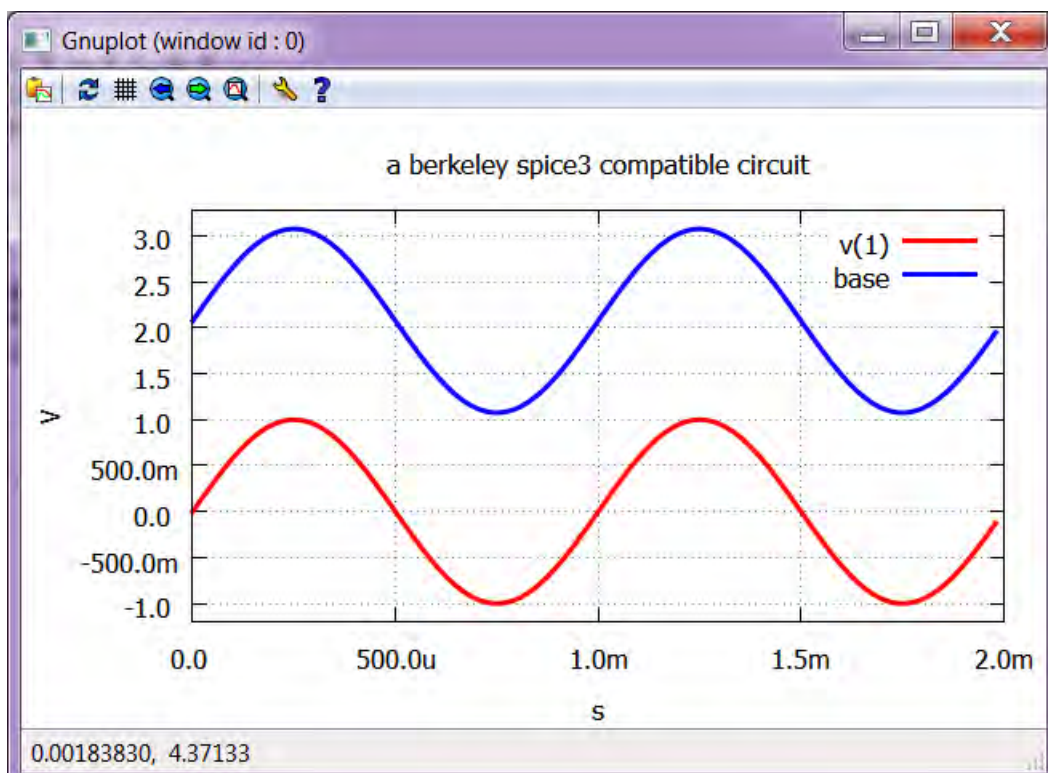 Gnuplot (window id : 0)
a berkeley spice3 compatible circuit
v(1)
base
3.0
2.5
2.0
1.5
1.0
500.0m
0.0
-500.0m
-1.0
V
0.0 500.0u 1.0m 1.5m 2.0m
s
0.00183830, 4.37133